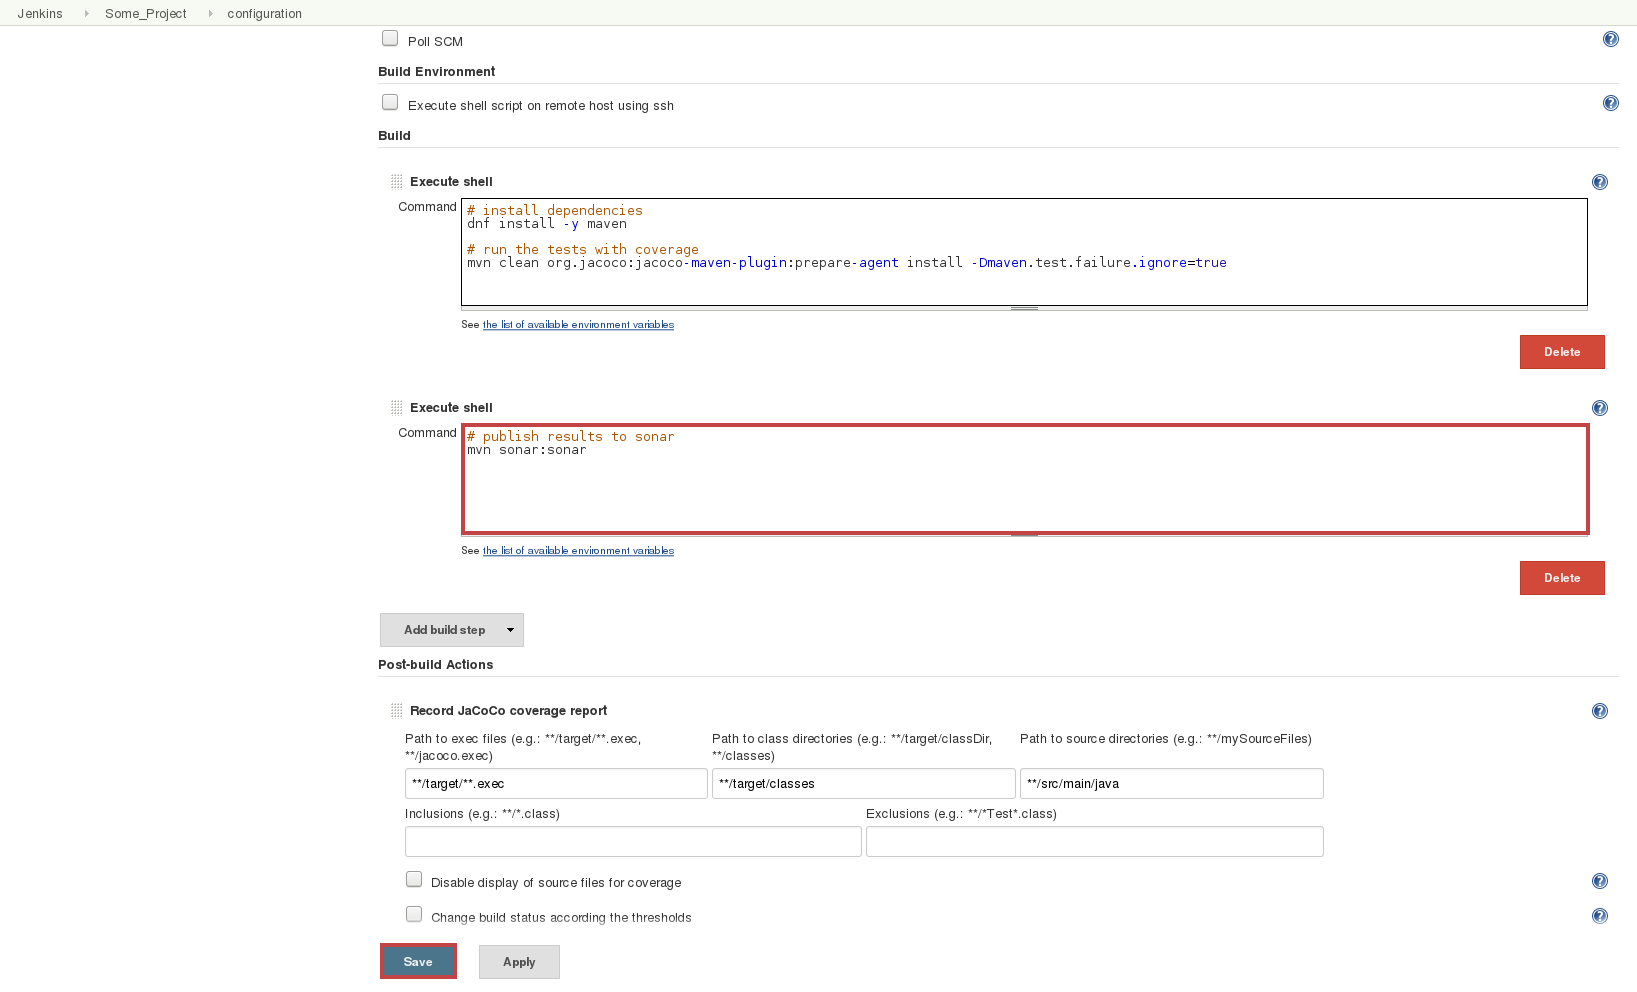 Jenkins Some_Project configuration
Poll SCM
Build Environment
Execute shell script on remote host using ssh
Build
Execute shell
Command
# install dependencies
dnf install -y maven
# run the tests with coverage
mvn clean org.jacoco:jacoco-maven-plugin:prepare-agent install -Dmaven.test.failure.ignore=true
See the list of available environment variables
Delete
Execute shell
Command
# publish results to sonar
mvn sonar:sonar
See the list of available environment variables
Delete
Add build step
Post-build Actions
Record JaCoCo coverage report
Path to exec files (e.g.: **/target/**.exec, **/jacoco.exec)
Path to class directories (e.g.: **/target/classDir, **/classes)
Path to source directories (e.g.: **/mySourceFiles)
**/target/**.exec
**/target/classes
**/src/main/java
Inclusions (e.g.: **/*.class)
Exclusions (e.g.: **/*Test*.class)
Disable display of source files for coverage
Change build status according the thresholds
Save
Apply